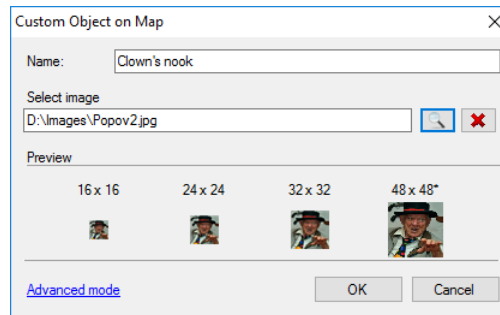 Custom Object on Map
Name: Clown's nook
Select image
D:\Images\Popov2.jpg
Preview
16 x 16 24 x 24 32 x 32 48 x 48*
Advanced mode OK Cancel